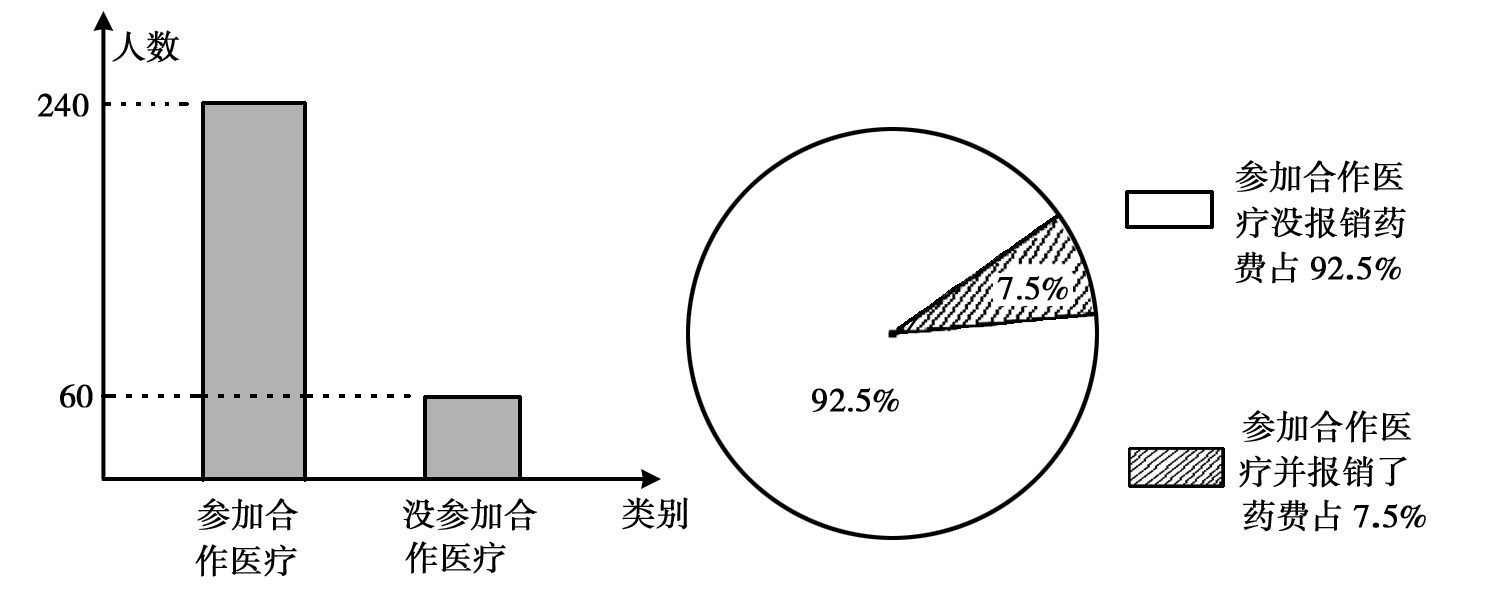 人数
240
60
参加合
作医疗
没参加合
作医疗
类别
7.5%
92.5%
参加合作医
疗没报销药
费占 92.5%
参加合作医
疗并报销了
药费占 7.5%